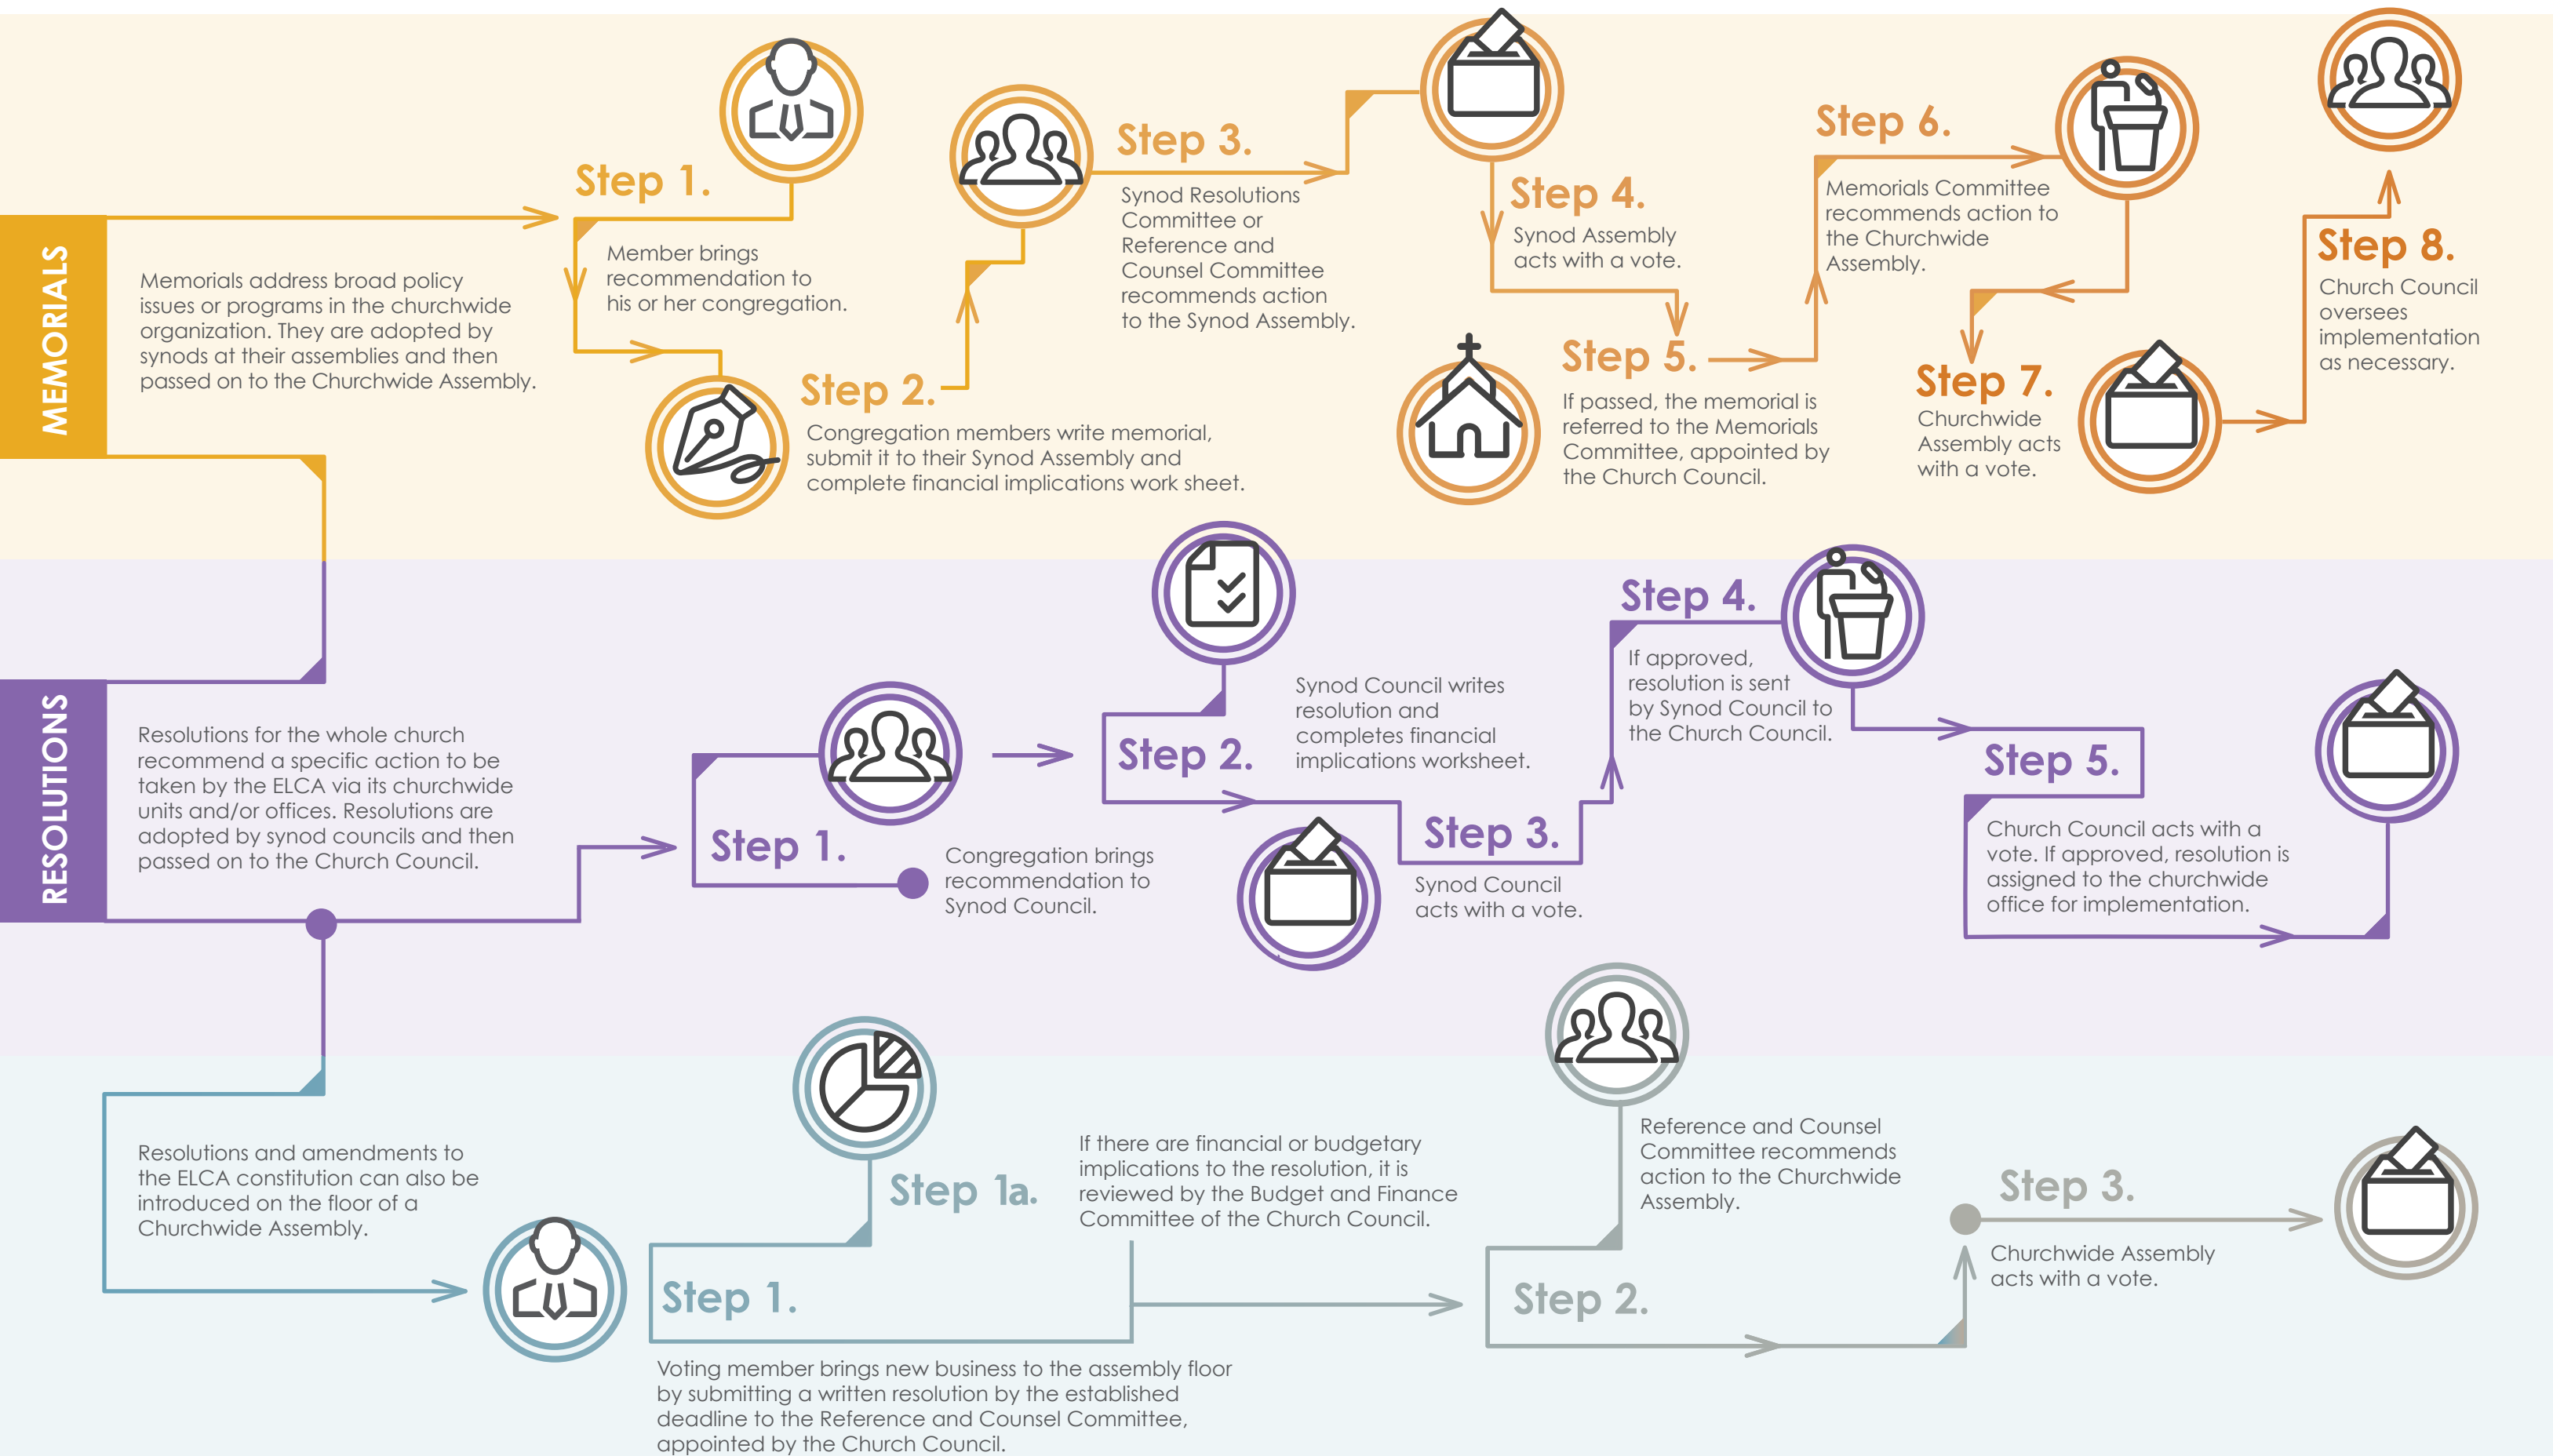 MEMORIALS
Memorials address broad policy
issues or programs in the churchwide
organization. They are adopted by
synods at their assemblies and then
passed on to the Churchwide Assembly.
Step 1.
Member brings
recommendation to
his or her congregation.
Step 2.
Congregation members write memorial,
submit it to their Synod Assembly and
complete financial implications work sheet.
Step 3.
Synod Resolutions
Committee or
Reference and
Counsel Committee
recommends action
to the Synod Assembly.
Step 4.
Synod Assembly
acts with a vote.
Step 5.
If passed, the memorial is
referred to the Memorials
Committee, appointed by
the Church Council.
Step 6.
Memorials Committee
recommends action to
the Churchwide
Assembly.
Step 7.
Churchwide
Assembly acts
with a vote.
Step 8.
Church Council
oversees
implementation
as necessary.
RESOLUTIONS
Resolutions for the whole church
recommend a specific action to be
taken by the ELCA via its churchwide
units and/or offices. Resolutions are
adopted by synod councils and then
passed on to the Church Council.
Step 1.
Congregation brings
recommendation to
Synod Council.
Step 2.
Synod Council writes
resolution and
completes financial
implications worksheet.
Step 3.
Synod Council
acts with a vote.
Step 4.
If approved,
resolution is sent
by Synod Council to
the Church Council.
Step 5.
Church Council acts with a
vote. If approved, resolution is
assigned to the churchwide
office for implementation.
Resolutions and amendments to
the ELCA constitution can also be
introduced on the floor of a
Churchwide Assembly.
Step 1.
Voting member brings new business to the assembly floor
by submitting a written resolution by the established
deadline to the Reference and Counsel Committee,
appointed by the Church Council.
Step 1a.
If there are financial or budgetary
implications to the resolution, it is
reviewed by the Budget and Finance
Committee of the Church Council.
Step 2.
Reference and Counsel
Committee recommends
action to the Churchwide
Assembly.
Step 3.
Churchwide Assembly
acts with a vote.